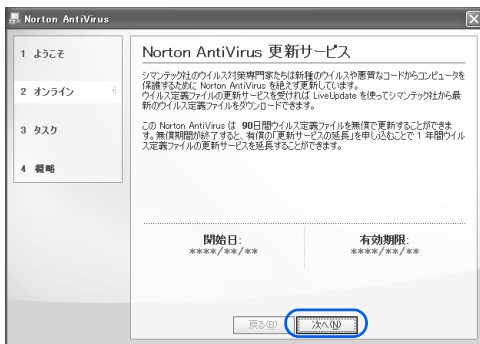 Norton AntiVirus
1 ようこそ
2 オンライン
3 タスク
4 概略
Norton AntiVirus 更新サービス
シマンテック社のウイルス対策専門家たちは新種のウイルスや悪質なコードからコンピュータを
保護するために Norton AntiVirus を絶えず更新しています。
ウイルス定義ファイルの更新サービスを受ければ LiveUpdate を使ってシマンテック社から最
新のウイルス定義ファイルをダウンロードできます。
この Norton AntiVirus は 90日間ウイルス定義ファイルを無償で更新することができま
す。無償期間が終了すると、有償の「更新サービスの延長」を申し込むことで 1 年間ウイル
ス定義ファイルの更新サービスを延長することができます。
開始日:
****/**/**
有効期限:
****/**/**
戻る(B)
次へ(N)